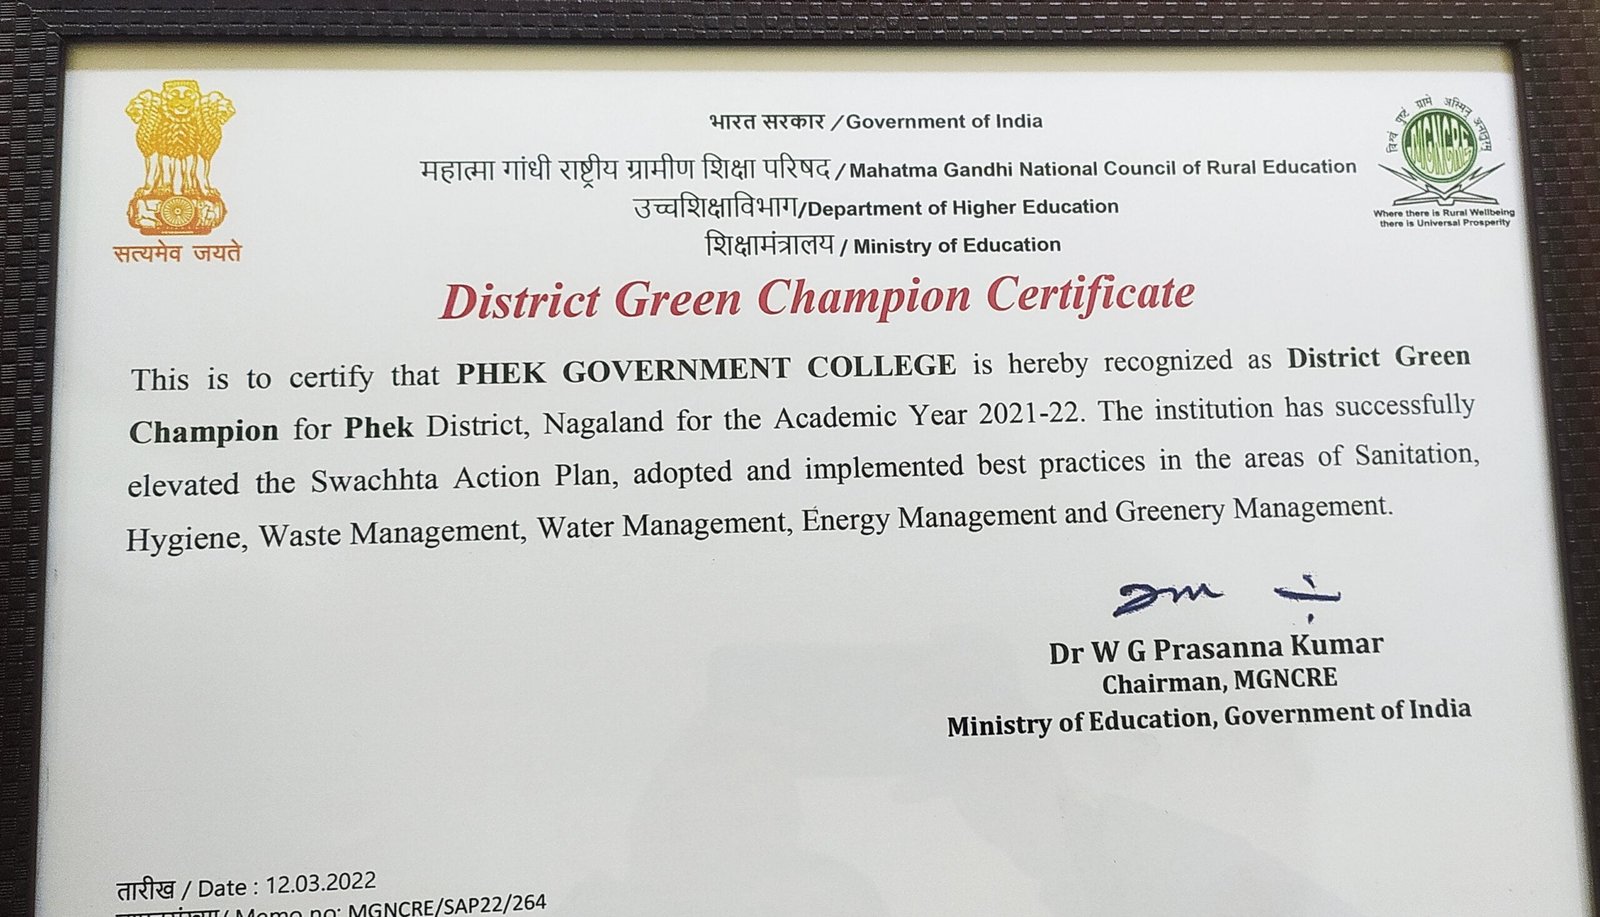 भारत सरकार / Government of India
महात्मा गांधी राष्ट्रीय ग्रामीण शिक्षा परिषद / Mahatma Gandhi National Council of Rural Education
उच्चशिक्षाविभाग/Department of Higher Education
शिक्षामंत्रालय / Ministry of Education
सत्यमेव जयते
विश्वं पुष्टं ग्रामे अस्मिन् अनातुरम्
MGNCRE
Where there is Rural Wellbeing
there is Universal Prosperity
District Green Champion Certificate
This is to certify that PHEK GOVERNMENT COLLEGE is hereby recognized as District Green
Champion for Phek District, Nagaland for the Academic Year 2021-22. The institution has successfully
elevated the Swachhta Action Plan, adopted and implemented best practices in the areas of Sanitation,
Hygiene, Waste Management, Water Management, Energy Management and Greenery Management.
Dr W G Prasanna Kumar
Chairman, MGNCRE
Ministry of Education, Government of India
तारीख / Date : 12.03.2022
/ Memo no: MGNCRE/SAP22/264